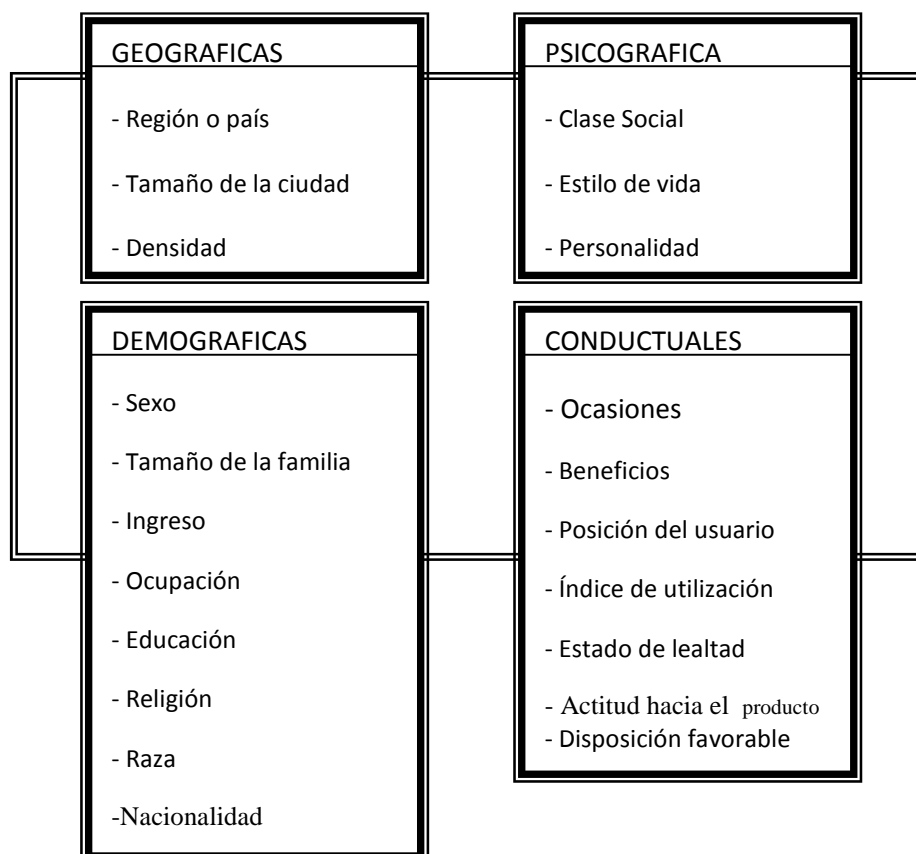 GEOGRAFICAS
- Región o país
- Tamaño de la ciudad
- Densidad
PSICOGRAFICA
- Clase Social
- Estilo de vida
- Personalidad
DEMOGRAFICAS
- Sexo
- Tamaño de la familia
- Ingreso
- Ocupación
- Educación
- Religión
- Raza
-Nacionalidad
CONDUCTUALES
- Ocasiones
- Beneficios
- Posición del usuario
- Índice de utilización
- Estado de lealtad
- Actitud hacia el producto
- Disposición favorable